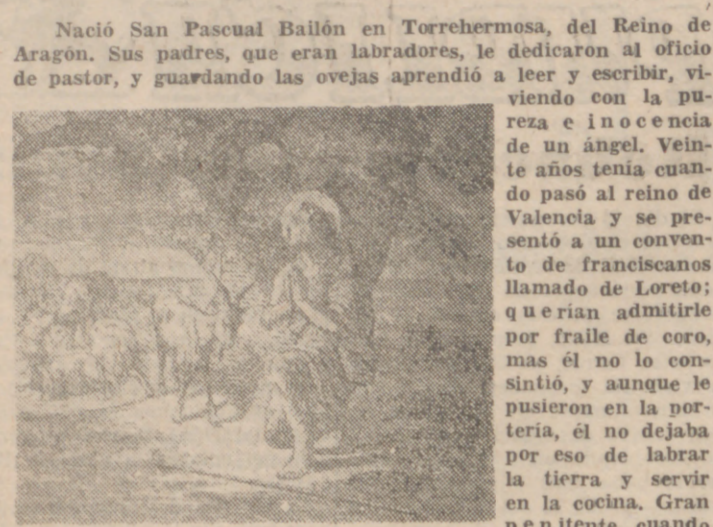 Nació San Pascual Bailón en Torrehermosa, del Reino de
Aragón. Sus padres, que eran labradores, le dedicaron al oficio
de pastor, y guardando las ovejas aprendió a leer y escribir, vi-
viendo con la pu-
reza e inocencia
de un ángel. Vein-
te años tenía cuan-
do pasó al reino de
Valencia y se pre-
sentó a un conven-
to de franciscanos
llamado de Loreto;
querían admitirle
por fraile de coro,
mas él no lo con-
sintió, y aunque le
pusieron en la por-
tería, él no dejaba
por eso de labrar
la tierra y servir
en la cocina. Gran
penitente, cuando